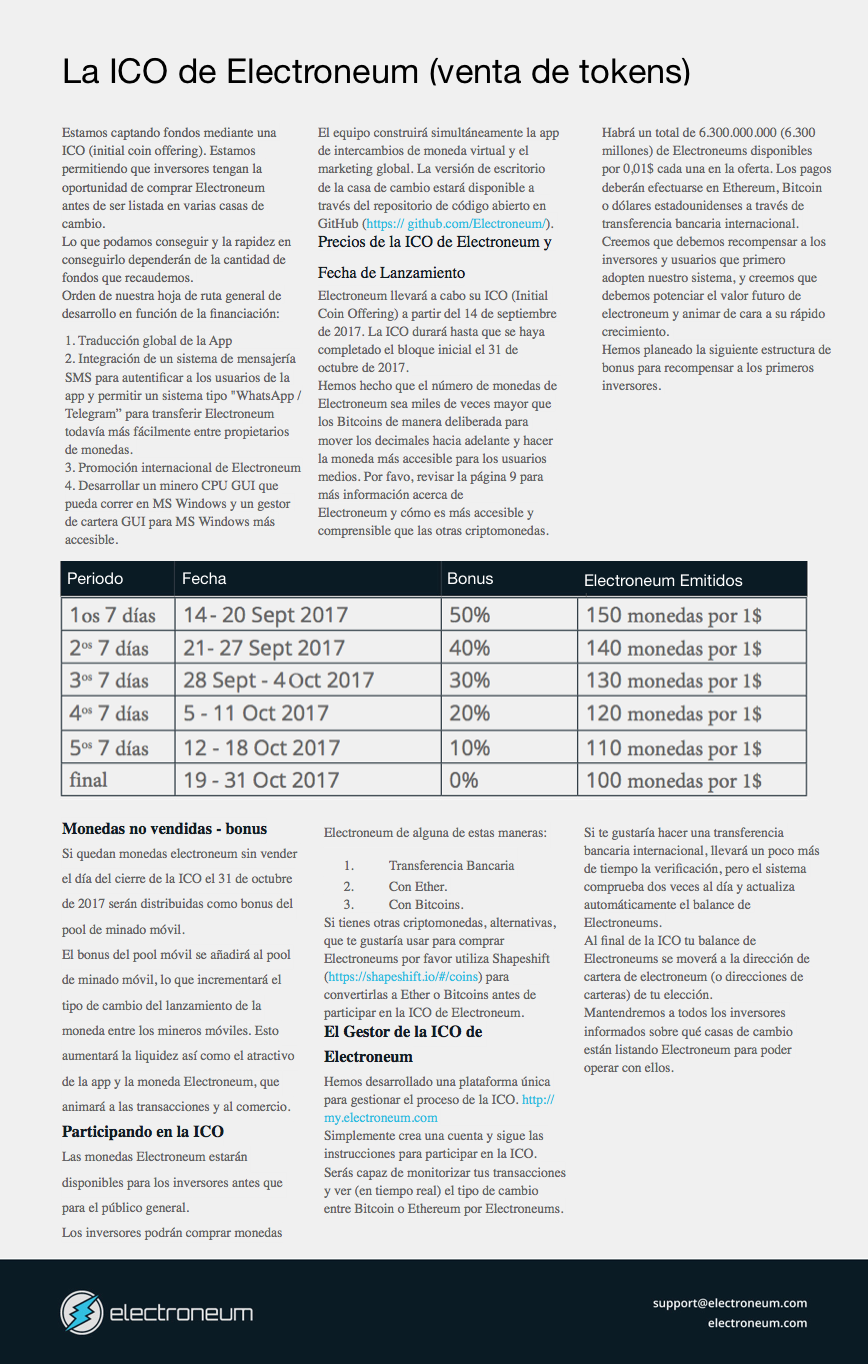 La ICO de Electroneum (venta de tokens)
Estamos captando fondos mediante una
ICO (initial coin offering). Estamos
permitiendo que inversores tengan la
oportunidad de comprar Electroneum
antes de ser listada en varias casas de
cambio.
Lo que podamos conseguir y la rapidez en
conseguirlo dependerán de la cantidad de
fondos que recaudemos.
Orden de nuestra hoja de ruta general de
desarrollo en función de la financiación:
1. Traducción global de la App
2. Integración de un sistema de mensajería
SMS para autentificar a los usuarios de la
app y permitir un sistema tipo "WhatsApp /
Telegram” para transferir Electroneum
todavía más fácilmente entre propietarios
de monedas.
3. Promoción internacional de Electroneum
4. Desarrollar un minero CPU GUI que
pueda correr en MS Windows y un gestor
de cartera GUI para MS Windows más
accesible.
El equipo construirá simultáneamente la app
de intercambios de moneda virtual y el
marketing global. La versión de escritorio
de la casa de cambio estará disponible a
través del repositorio de código abierto en
GitHub (https:// github.com/Electroneum/).
Precios de la ICO de Electroneum y
Fecha de Lanzamiento
Electroneum llevará a cabo su ICO (Initial
Coin Offering) a partir del 14 de septiembre
de 2017. La ICO durará hasta que se haya
completado el bloque inicial el 31 de
octubre de 2017.
Hemos hecho que el número de monedas de
Electroneum sea miles de veces mayor que
los Bitcoins de manera deliberada para
mover los decimales hacia adelante y hacer
la moneda más accesible para los usuarios
medios. Por favo, revisar la página 9 para
más información acerca de
Electroneum y cómo es más accesible y
comprensible que las otras criptomonedas.
Habrá un total de 6.300.000.000 (6.300
millones) de Electroneums disponibles
por 0,01$ cada una en la oferta. Los pagos
deberán efectuarse en Ethereum, Bitcoin
o dólares estadounidenses a través de
transferencia bancaria internacional.
Creemos que debemos recompensar a los
inversores y usuarios que primero
adopten nuestro sistema, y creemos que
debemos potenciar el valor futuro de
electroneum y animar de cara a su rápido
crecimiento.
Hemos planeado la siguiente estructura de
bonus para recompensar a los primeros
inversores.
Periodo Fecha Bonus Electroneum Emitidos
1os 7 días 14- 20 Sept 2017 50% 150 monedas por 1$
2os 7 días 21- 27 Sept 2017 40% 140 monedas por 1$
3os 7 días 28 Sept - 4 Oct 2017 30% 130 monedas por 1$
4os 7 días 5 - 11 Oct 2017 20% 120 monedas por 1$
5os 7 días 12 - 18 Oct 2017 10% 110 monedas por 1$
final 19 - 31 Oct 2017 0% 100 monedas por 1$
Monedas no vendidas - bonus
Si quedan monedas electroneum sin vender
el día del cierre de la ICO el 31 de octubre
de 2017 serán distribuidas como bonus del
pool de minado móvil.
El bonus del pool móvil se añadirá al pool
de minado móvil, lo que incrementará el
tipo de cambio del lanzamiento de la
moneda entre los mineros móviles. Esto
aumentará la liquidez así como el atractivo
de la app y la moneda Electroneum, que
animará a las transacciones y al comercio.
Participando en la ICO
Las monedas Electroneum estarán
disponibles para los inversores antes que
para el público general.
Los inversores podrán comprar monedas
Electroneum de alguna de estas maneras:
1. Transferencia Bancaria
2. Con Ether.
3. Con Bitcoins.
Si tienes otras criptomonedas, alternativas,
que te gustaría usar para comprar
Electroneums por favor utiliza Shapeshift
(https://shapeshift.io/#/coins) para
convertirlas a Ether o Bitcoins antes de
participar en la ICO de Electroneum.
El Gestor de la ICO de
Electroneum
Hemos desarrollado una plataforma única
para gestionar el proceso de la ICO. http://
my.electroneum.com
Simplemente crea una cuenta y sigue las
instrucciones para participar en la ICO.
Serás capaz de monitorizar tus transacciones
y ver (en tiempo real) el tipo de cambio
entre Bitcoin o Ethereum por Electroneums.
Si te gustaría hacer una transferencia
bancaria internacional, llevará un poco más
de tiempo la verificación, pero el sistema
comprueba dos veces al día y actualiza
automáticamente el balance de
Electroneums.
Al final de la ICO tu balance de
Electroneums se moverá a la dirección de
cartera de electroneum (o direcciones de
carteras) de tu elección.
Mantendremos a todos los inversores
informados sobre qué casas de cambio
están listando Electroneum para poder
operar con ellos.
electroneum
support@electroneum.com
electroneum.com